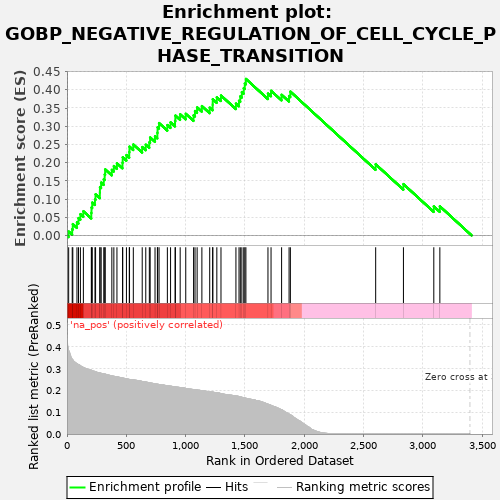 Enrichment plot:
GOBP_NEGATIVE_REGULATION_OF_CELL_CYCLE_P
HASE_TRANSITION
Enrichment score (ES)
0.45
0.40
0.35
0.30
0.25
0.20
0.15
0.10
0.05
0.00
'na_pos' (positively correlated)
Ranked list metric (PreRanked)
0.5
0.4
0.3
0.2
0.1
0.0
Zero cross at
0
500
1,000
1,500
2,000
2,500
3,000
3,500
Rank in Ordered Dataset
Enrichment profile
Hits
Ranking metric scores